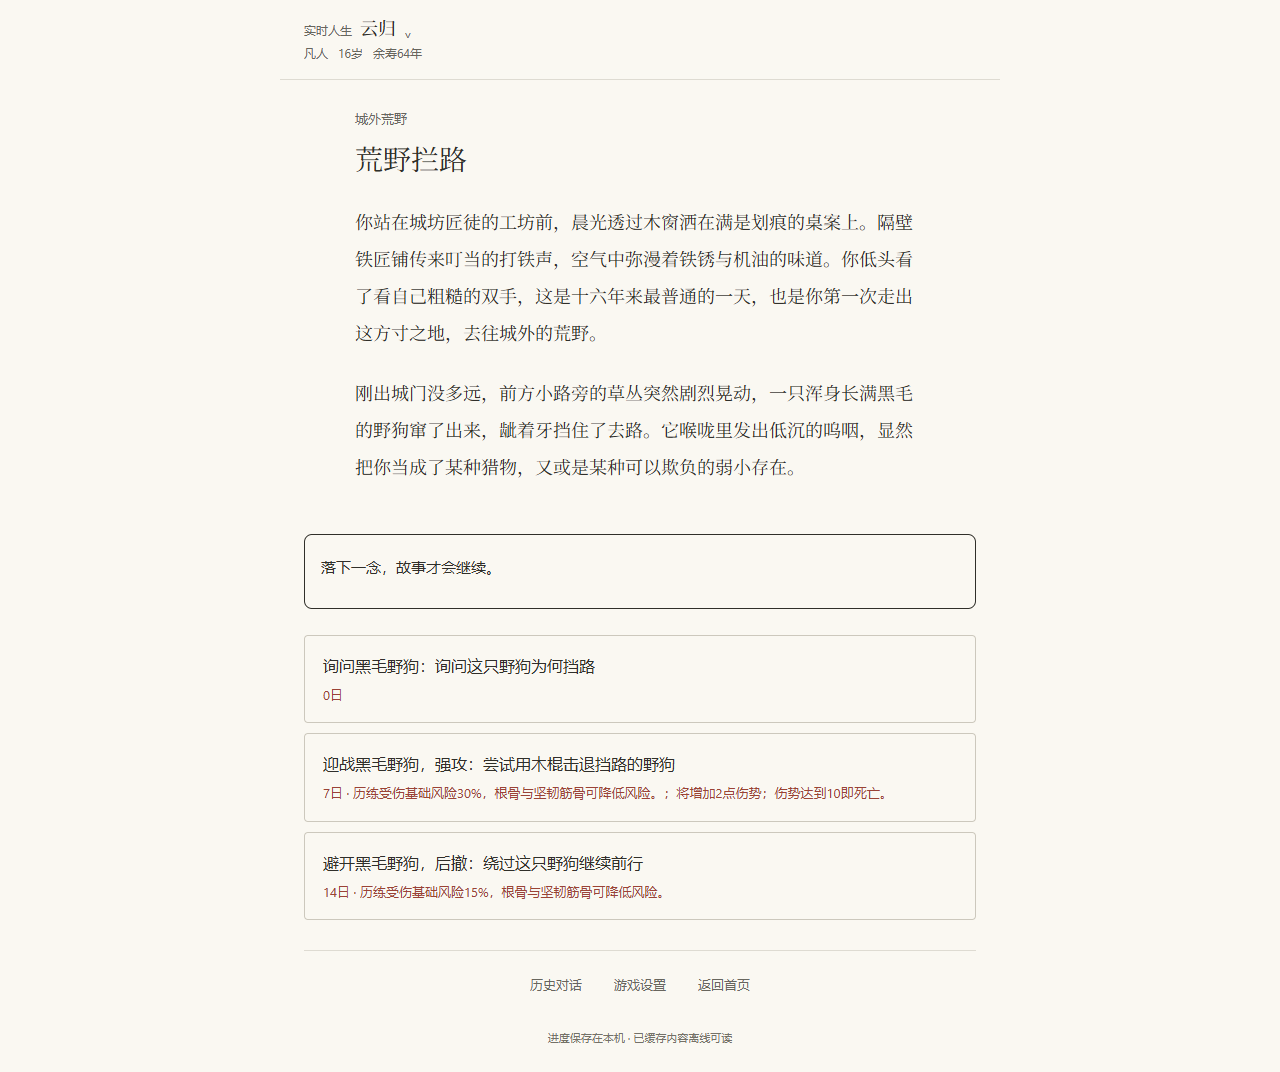 实时人生 云归 v
凡人 16岁 余寿64年
城外荒野
荒野拦路
你站在城坊匠徒的工坊前，晨光透过木窗洒在满是划痕的桌案上。隔壁
铁匠铺传来叮当的打铁声，空气中弥漫着铁锈与机油的味道。你低头看
了看自己粗糙的双手，这是十六年来最普通的一天，也是你第一次走出
这方寸之地，去往城外的荒野。
刚出城门没多远，前方小路旁的草丛突然剧烈晃动，一只浑身长满黑毛
的野狗窜了出来，龇着牙挡住了去路。它喉咙里发出低沉的呜咽，显然
把你当成了某种猎物，又或是某种可以欺负的弱小存在。
落下一念，故事才会继续。
询问黑毛野狗：询问这只野狗为何挡路
0日
迎战黑毛野狗，强攻：尝试用木棍击退挡路的野狗
7日 · 历练受伤基础风险30%，根骨与坚韧筋骨可降低风险。；将增加2点伤势；伤势达到10即死亡。
避开黑毛野狗，后撤：绕过这只野狗继续前行
14日 · 历练受伤基础风险15%，根骨与坚韧筋骨可降低风险。
历史对话 游戏设置 返回首页
进度保存在本机 · 已缓存内容离线可读